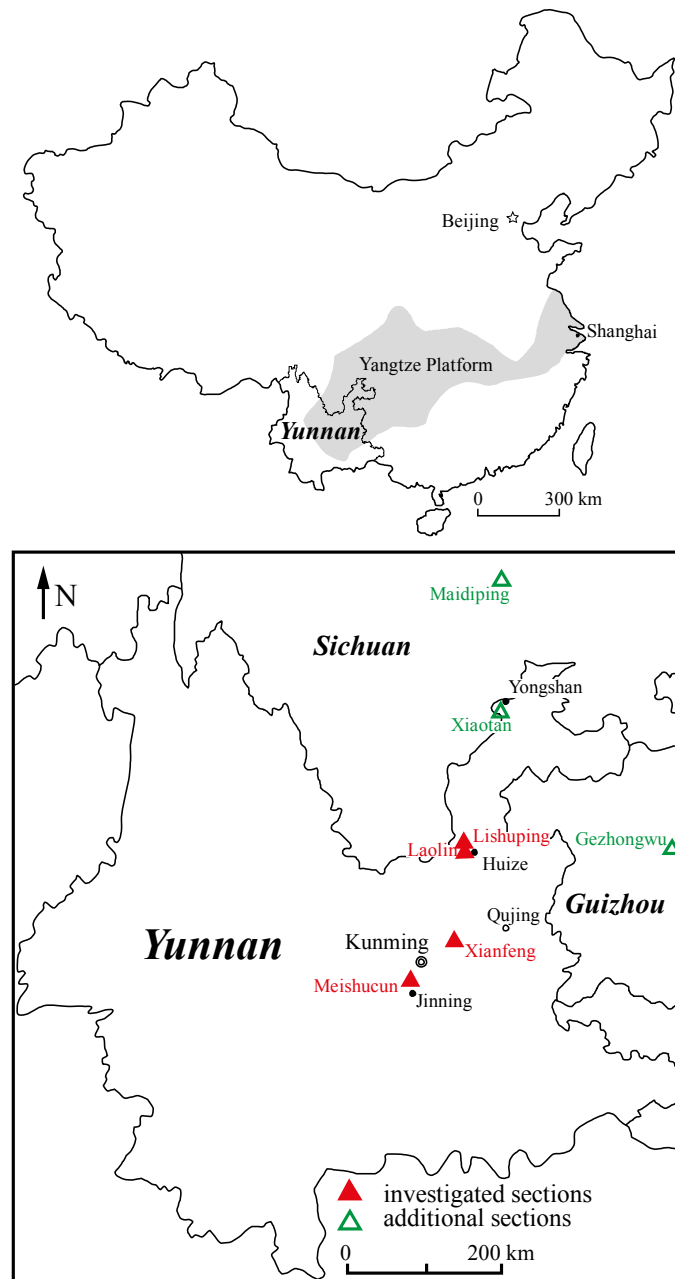 Beijing
Shanghai
Yangtze Platform
Yunnan
0 300 km
N
Maidiping
Sichuan
Yongshan
Xiaotan
Lishuping
Laolin
Huize
Gezhongwu
Guizhou
Qujing
Yunnan
Kunming
Xianfeng
Meishucun
Jinning
investigated sections
additional sections
0 200 km